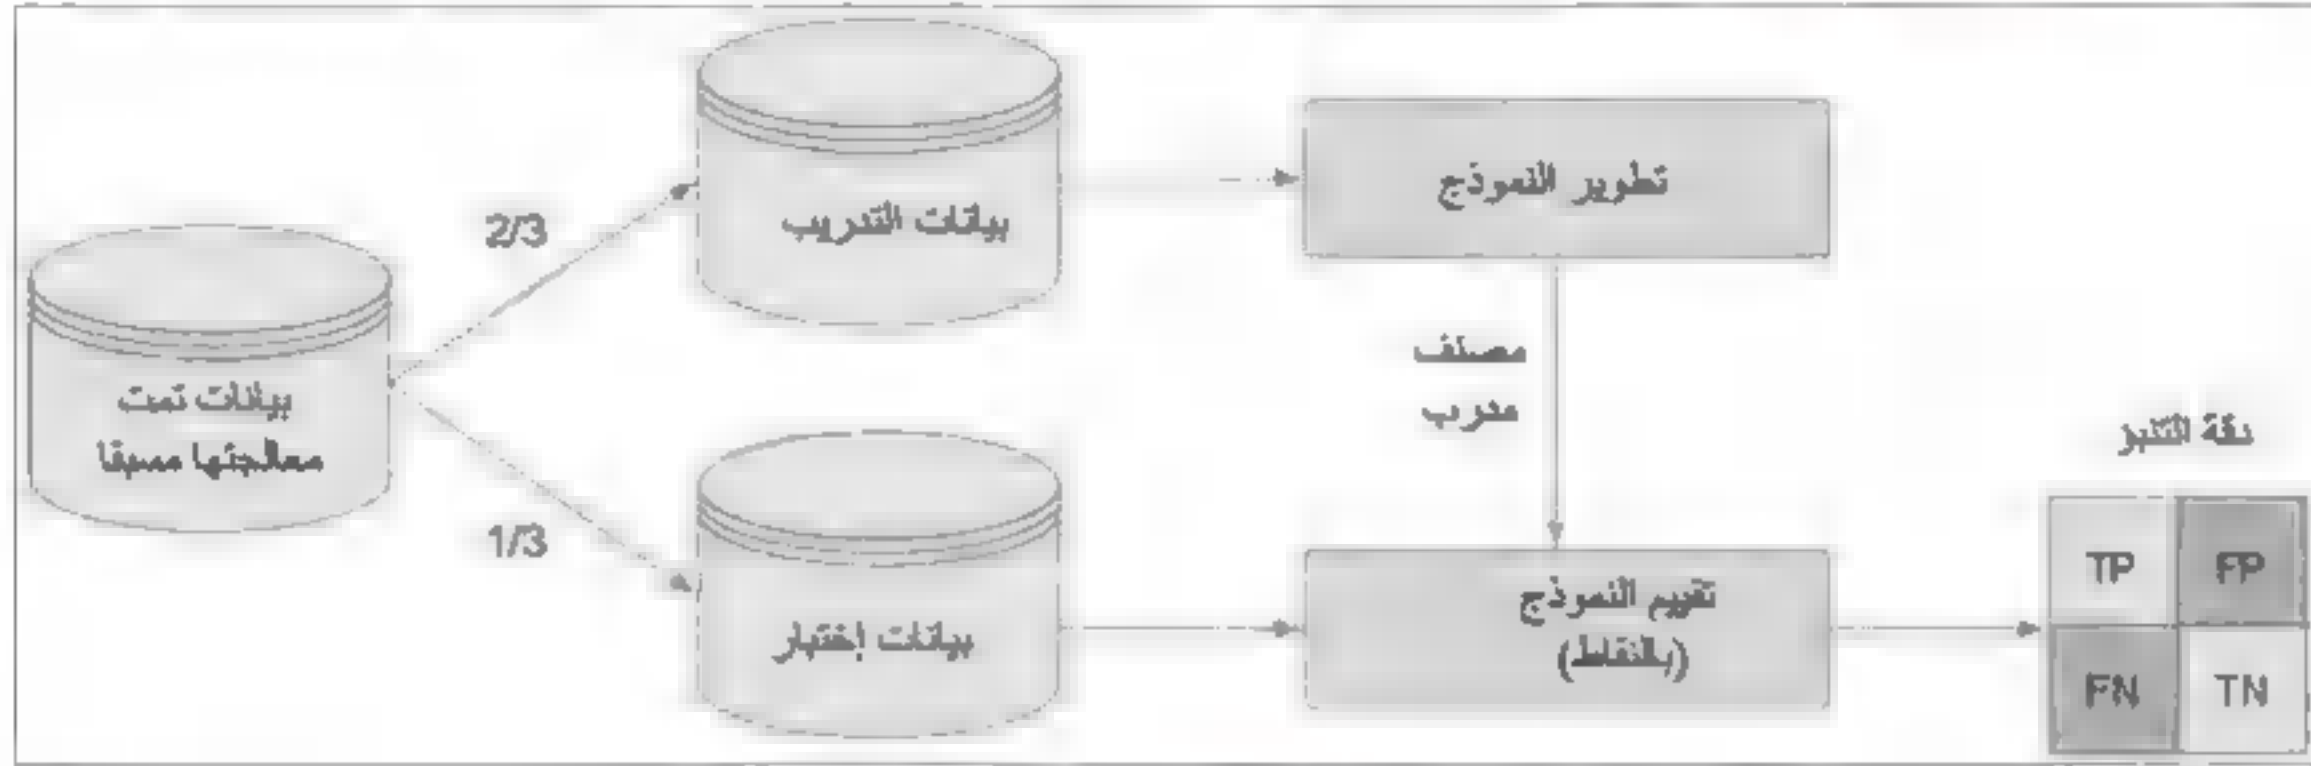 2/3
بيانات التدريب
تطوير النموذج
بيانات تمت
معالجتها مسبقا
مصنف
مدرب
1/3
بيانات إختبار
تقييم النموذج
(بالنقاط)
دقة التنبؤ
TP FP
FN TN